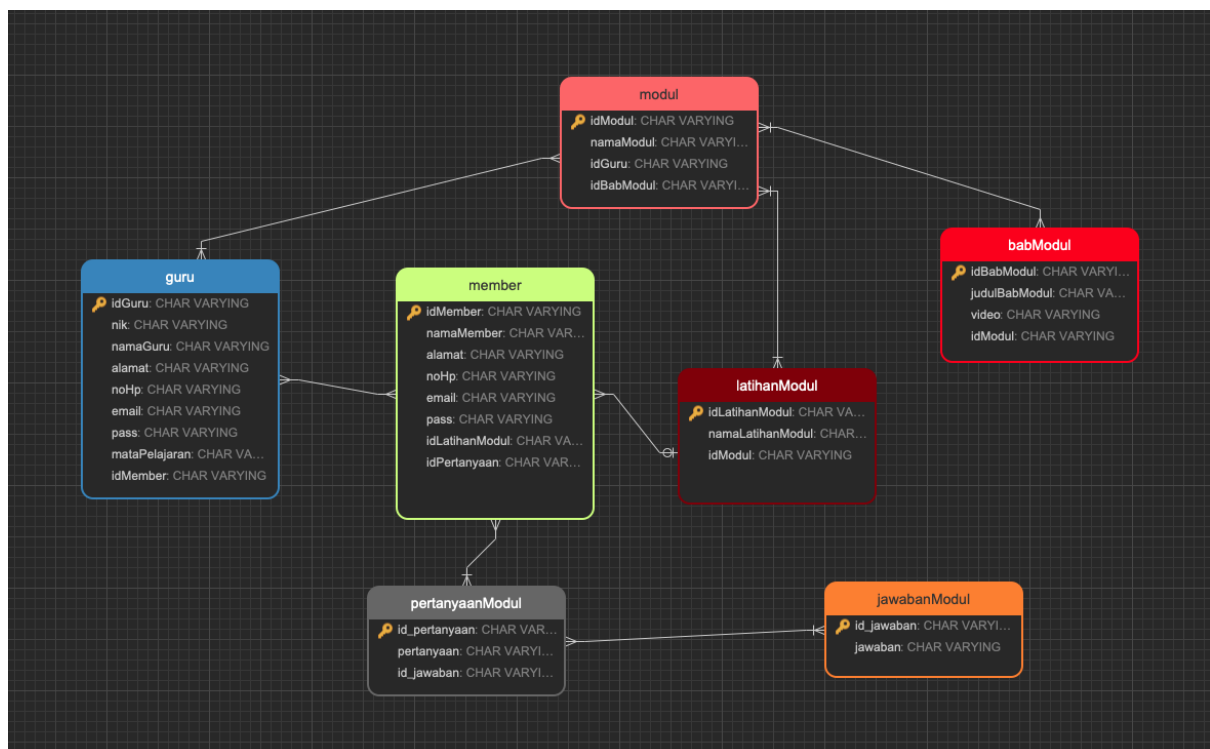 modul
idModul: CHAR VARYING
namaModul: CHAR VARYI...
idGuru: CHAR VARYING
idBabModul: CHAR VARYI...
babModul
idBabModul: CHAR VARYI...
judulBabModul: CHAR VA...
video: CHAR VARYING
idModul: CHAR VARYING
guru
idGuru: CHAR VARYING
nik: CHAR VARYING
namaGuru: CHAR VARYING
alamat: CHAR VARYING
noHp: CHAR VARYING
email: CHAR VARYING
pass: CHAR VARYING
mataPelajaran: CHAR VA...
idMember: CHAR VARYING
member
idMember: CHAR VARYING
namaMember: CHAR VAR...
alamat: CHAR VARYING
noHp: CHAR VARYING
email: CHAR VARYING
pass: CHAR VARYING
idLatihanModul: CHAR VA...
idPertanyaan: CHAR VAR...
latihanModul
idLatihanModul: CHAR VA...
namaLatihanModul: CHAR...
idModul: CHAR VARYING
pertanyaanModul
id_pertanyaan: CHAR VAR...
pertanyaan: CHAR VARYI...
id_jawaban: CHAR VARYI...
jawabanModul
id_jawaban: CHAR VARYI...
jawaban: CHAR VARYING